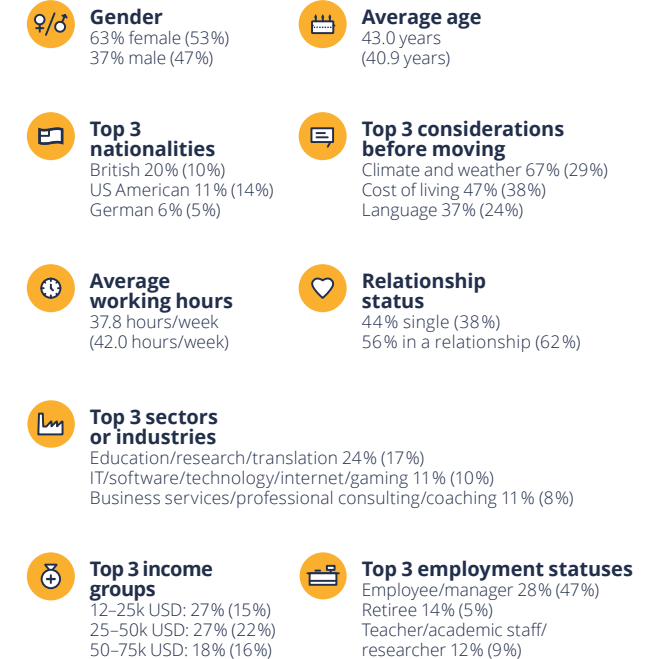 Gender
63% female (53%)
37% male (47%)
Average age
43.0 years
(40.9 years)
Top 3
nationalities
British 20% (10%)
US American 11% (14%)
German 6% (5%)
Top 3 considerations
before moving
Climate and weather 67% (29%)
Cost of living 47% (38%)
Language 37% (24%)
Average
working hours
37.8 hours/week
(42.0 hours/week)
Relationship
status
44% single (38%)
56% in a relationship (62%)
Top 3 sectors
or industries
Education/research/translation 24% (17%)
IT/software/technology/internet/gaming 11% (10%)
Business services/professional consulting/coaching 11% (8%)
Top 3 income
groups
12–25k USD: 27% (15%)
25–50k USD: 27% (22%)
50–75k USD: 18% (16%)
Top 3 employment statuses
Employee/manager 28% (47%)
Retiree 14% (5%)
Teacher/academic staff/
researcher 12% (9%)